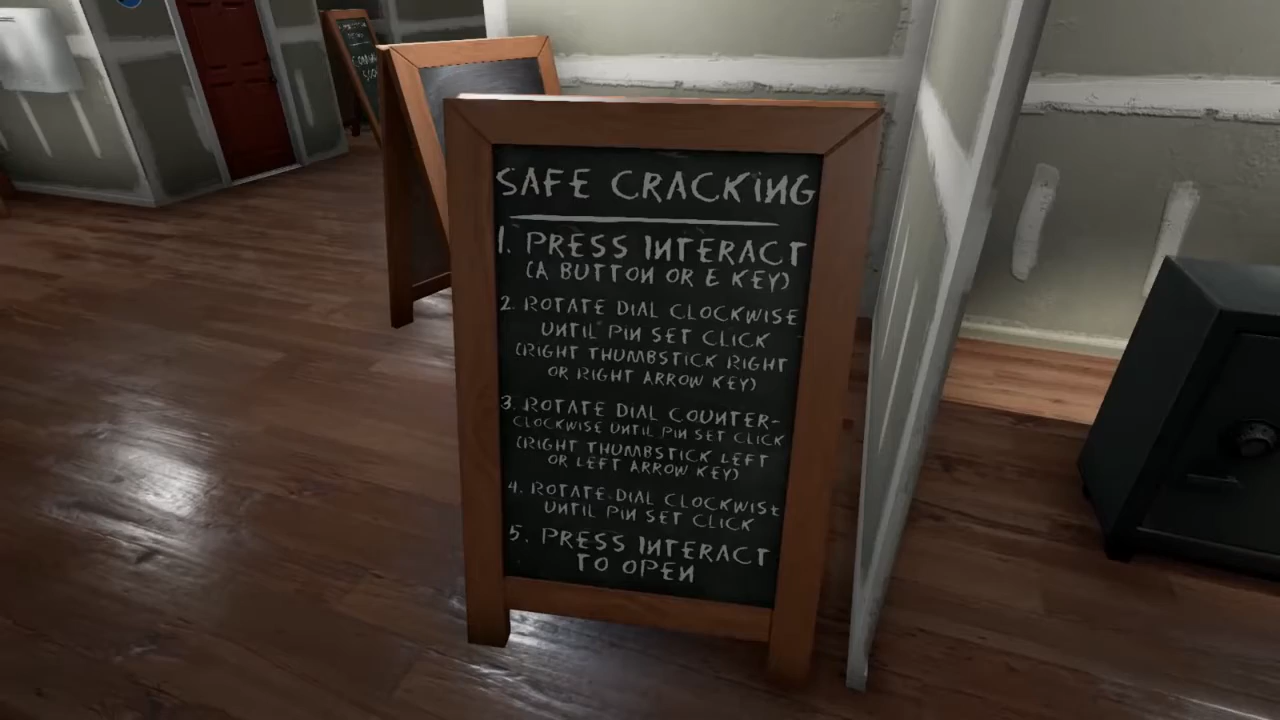 SAFE CRACKING
1. PRESS INTERACT
(A BUTTON OR E KEY)
2. ROTATE DIAL CLOCKWISE
UNTIL PIN SET CLICK
(RIGHT THUMBSTICK RIGHT
OR RIGHT ARROW KEY)
3. ROTATE DIAL COUNTER-
CLOCKWISE UNTIL PIN SET CLICK
(RIGHT THUMBSTICK LEFT
OR LEFT ARROW KEY)
4. ROTATE DIAL CLOCKWISE
UNTIL PIN SET CLICK
5. PRESS INTERACT
TO OPEN